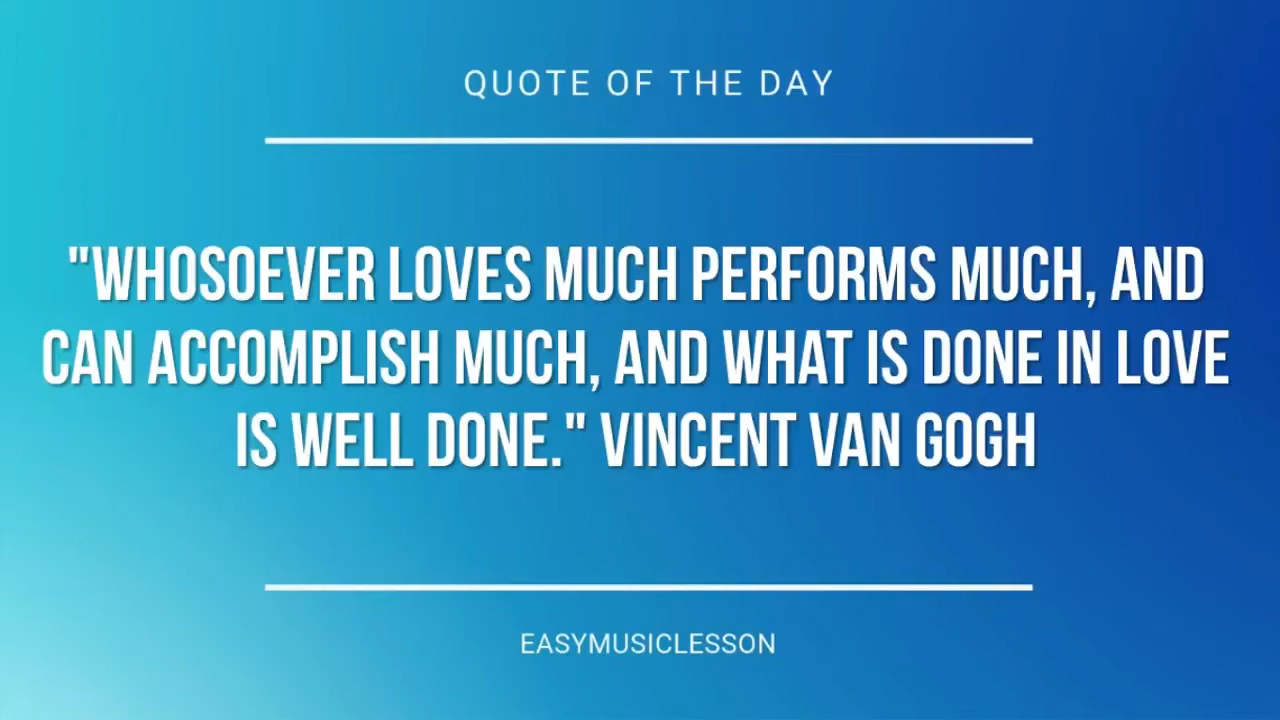 QUOTE OF THE DAY
"WHOSOEVER LOVES MUCH PERFORMS MUCH, AND
CAN ACCOMPLISH MUCH, AND WHAT IS DONE IN LOVE
IS WELL DONE." VINCENT VAN GOGH
EASYMUSICLESSON